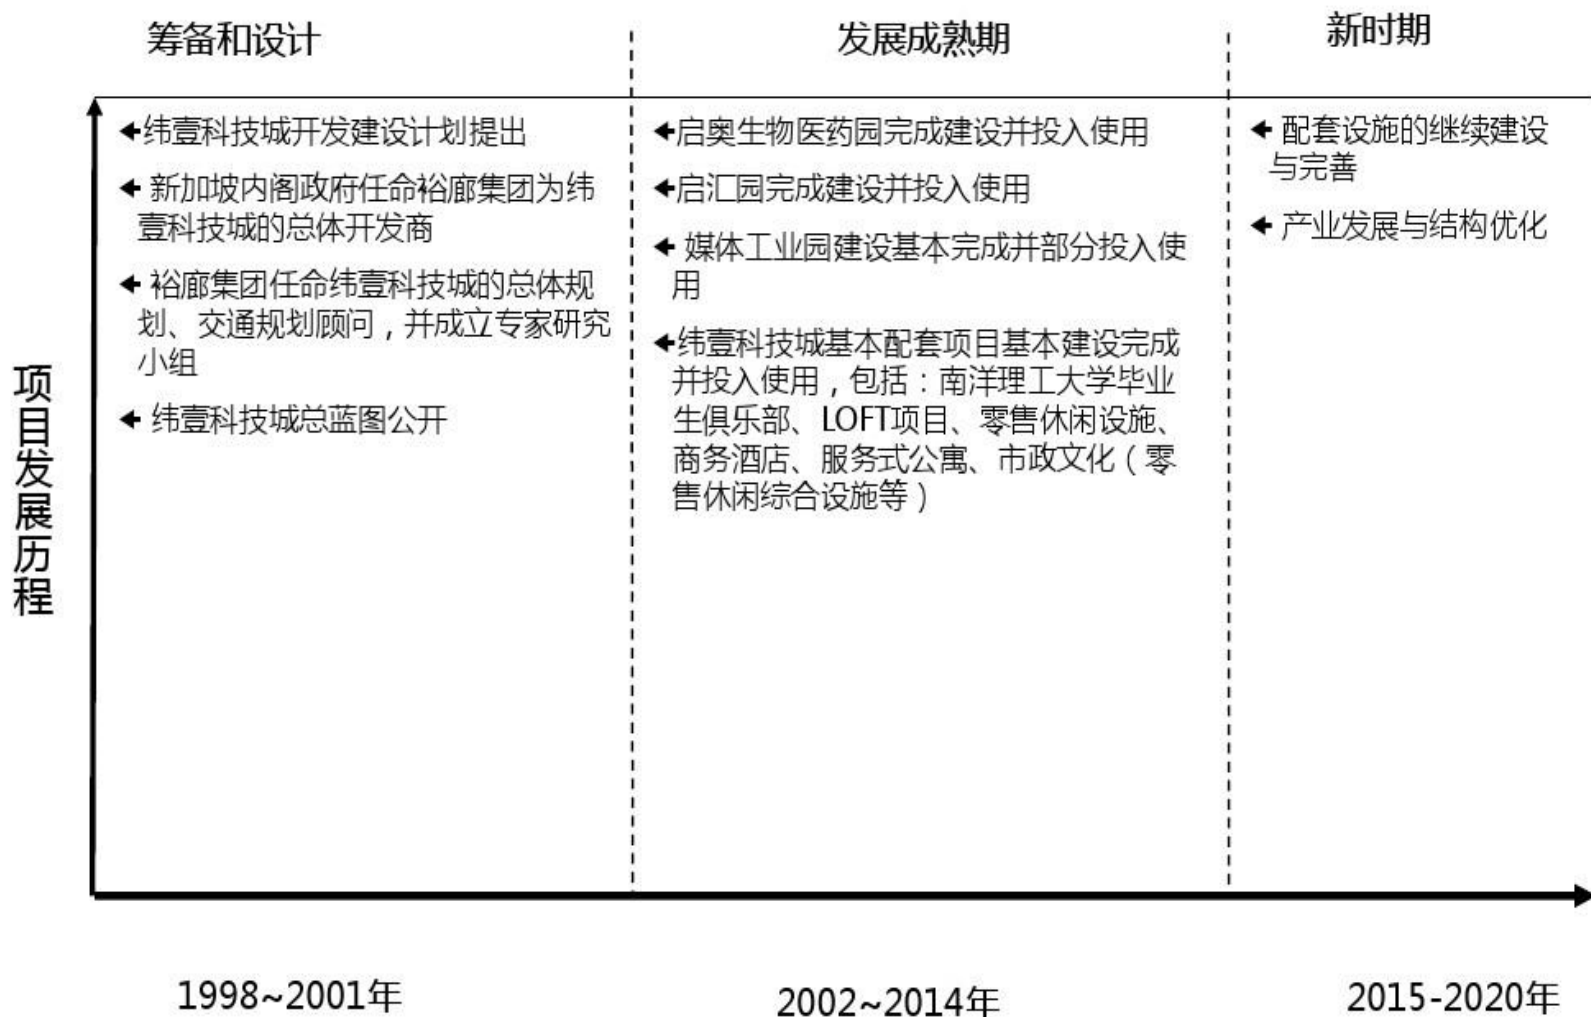 筹备和设计
发展成熟期
新时期
项目发展历程
纬壹科技城开发建设计划提出
新加坡内阁政府任命裕廊集团为纬
壹科技城的总体开发商
裕廊集团任命纬壹科技城的总体规
划、交通规划顾问，并成立专家研究
小组
纬壹科技城总蓝图公开
启奥生物医药园完成建设并投入使用
启汇园完成建设并投入使用
媒体工业园建设基本完成并部分投入使
用
纬壹科技城基本配套项目基本建设完成
并投入使用，包括：南洋理工大学毕业
生俱乐部、LOFT项目、零售休闲设施、
商务酒店、服务式公寓、市政文化（零
售休闲综合设施等）
配套设施的继续建设
与完善
产业发展与结构优化
1998~2001年
2002~2014年
2015-2020年